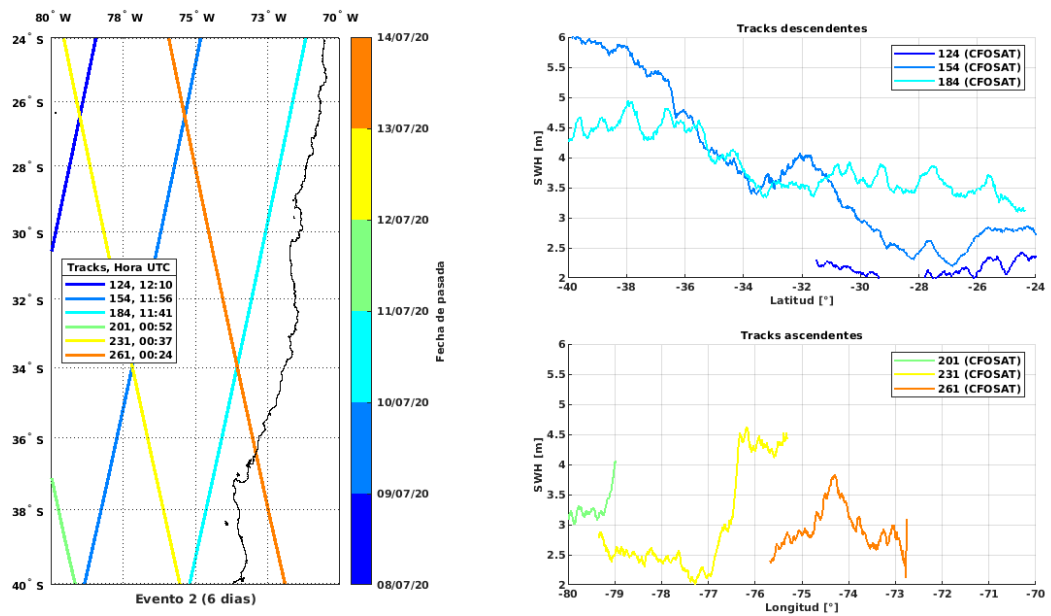 80° W 78° W 75° W 73° W 70° W
24° S
26° S
28° S
30° S
32° S
34° S
36° S
38° S
40° S
Tracks, Hora UTC
124, 12:10
154, 11:56
184, 11:41
201, 00:52
231, 00:37
261, 00:24
Evento 2 (6 dias)
14/07/20
13/07/20
12/07/20
11/07/20
10/07/20
09/07/20
08/07/20
Fecha de pasada
Tracks descendentes
124 (CFOSAT)
154 (CFOSAT)
184 (CFOSAT)
SWH [m]
6
5.5
5
4.5
4
3.5
3
2.5
2
-40 -38 -36 -34 -32 -30 -28 -26 -24
Latitud [°]
Tracks ascendentes
201 (CFOSAT)
231 (CFOSAT)
261 (CFOSAT)
SWH [m]
6
5.5
5
4.5
4
3.5
3
2.5
2
-80 -79 -78 -77 -76 -75 -74 -73 -72 -71 -70
Longitud [°]